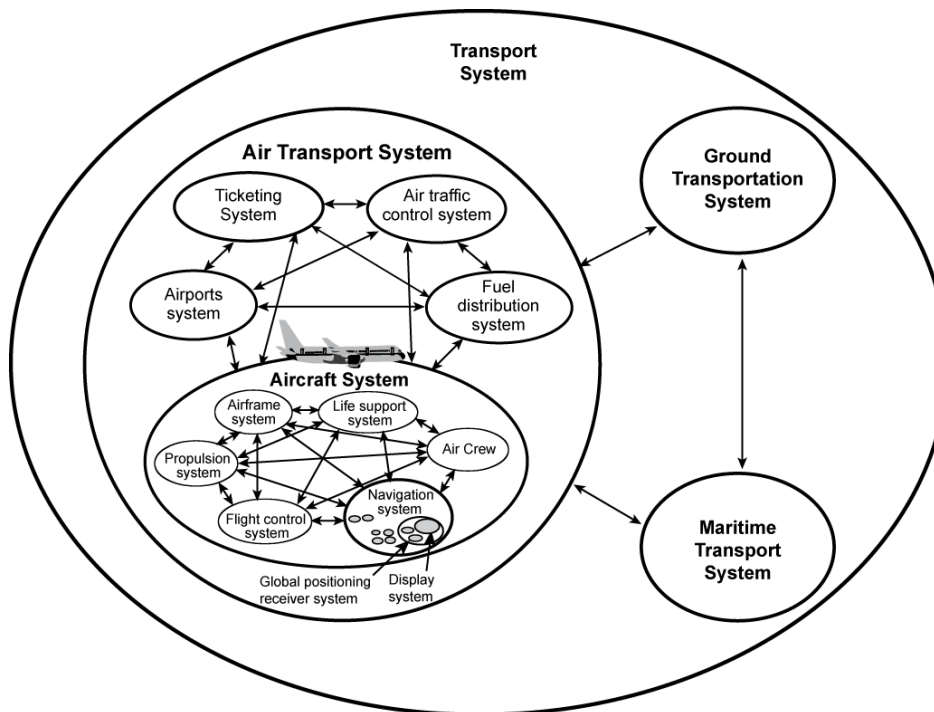 Transport
System
Air Transport System
Ground
Transportation
System
Ticketing
System
Air traffic
control system
Airports
system
Fuel
distribution
system
Aircraft System
Airframe
system
Life support
system
Air Crew
Propulsion
system
Navigation
system
Flight control
system
Global positioning
receiver system
Display
system
Maritime
Transport
System